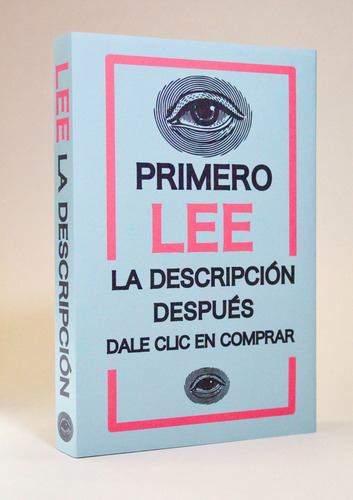 LEE LA DESCRIPCIÓN
PRIMERO
LEE
LA DESCRIPCIÓN
DESPUÉS
DALE CLIC EN COMPRAR